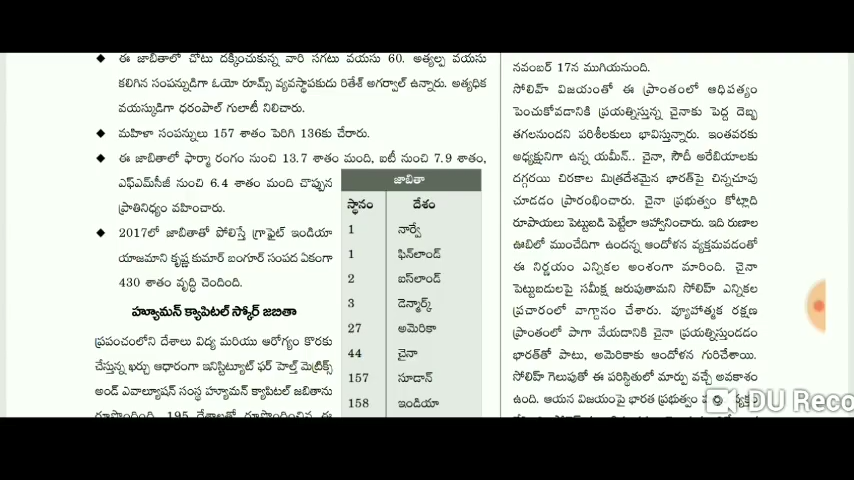 ◆ ఈ జాబితాలో చోటు దక్కించుకున్న వారి సగటు వయసు 60. అత్యల్ప వయసు
కలిగిన సంపన్నుడిగా ఓయో రూమ్స్ వ్యవస్థాపకుడు రితేశ్ అగర్వాల్ ఉన్నారు. అత్యధిక
వయస్కుడిగా ధరంపాల్ గులాటీ నిలిచారు.
◆ మహిళా సంపన్నులు 157 శాతం పెరిగి 136కు చేరారు.
◆ ఈ జాబితాలో ఫార్మా రంగం నుంచి 13.7 శాతం మంది, ఐటీ నుంచి 7.9 శాతం,
ఎఫ్ఎమ్‌సీజీ నుంచి 6.4 శాతం మంది చొప్పున
ప్రాతినిధ్యం వహించారు.
◆ 2017లో జాబితాతో పోలిస్తే గ్రాఫైట్ ఇండియా
యాజమాని కృష్ణకుమార్ బంగూర్ సంపద ఏకంగా
430 శాతం వృద్ధి చెందింది.
హ్యూమన్ క్యాపిటల్ స్కోర్ జబితా
ప్రపంచంలోని దేశాలు విద్య మరియు ఆరోగ్యం కొరకు
చేస్తున్న ఖర్చు ఆధారంగా ఇనిస్టిట్యూట్ ఫర్ హెల్త్ మెట్రిక్స్
అండ్ ఎవాల్యూషన్ సంస్థ హ్యూమన్ క్యాపిటల్ జబితాను
రూపొందించింది. 195 దేశాలతో రూపొందించిన ఈ
జాబితా
స్థానం దేశం
1 నార్వే
1 ఫిన్‌లాండ్
2 ఐస్‌లాండ్
3 డెన్మార్క్
27 అమెరికా
44 చైనా
157 సూడాన్
158 ఇండియా
నవంబర్ 17న ముగియనుంది.
సోలిహ్ విజయంతో ఈ ప్రాంతంలో ఆధిపత్యం
పెంచుకోవడానికి ప్రయత్నిస్తున్న చైనాకు పెద్ద దెబ్బ
తగలనుందని పరిశీలకులు భావిస్తున్నారు. ఇంతవరకు
అధ్యక్షునిగా ఉన్న యమీన్.. చైనా, సౌదీ అరేబియాలకు
దగ్గరయి చిరకాల మిత్రదేశమైన భారత్‌పై చిన్నచూపు
చూడడం ప్రారంభించారు. చైనా ప్రభుత్వం కోట్లాది
రూపాయలు పెట్టుబడి పెట్టేలా ఆహ్వానించారు. ఇది రుణాల
ఊబిలో ముంచేదిగా ఉందన్న ఆందోళన వ్యక్తమవడంతో
ఈ నిర్ణయం ఎన్నికల అంశంగా మారింది. చైనా
పెట్టుబదులపై సమీక్ష జరుపుతామని సోలిహ్ ఎన్నికల
ప్రచారంలో వాగ్దానం చేశారు. వ్యూహాత్మక రక్షణ
ప్రాంతంలో పాగా వేయడానికి చైనా ప్రయత్నిస్తుండడం
భారత్‌తో పాటు, అమెరికాకు ఆందోళన గురిచేశాయి.
సోలిహ్ గెలుపుతో ఈ పరిస్థితులో మార్పు వచ్చే అవకాశం
ఉంది. ఆయన విజయంపై భారత ప్రభుత్వం
DU Reco